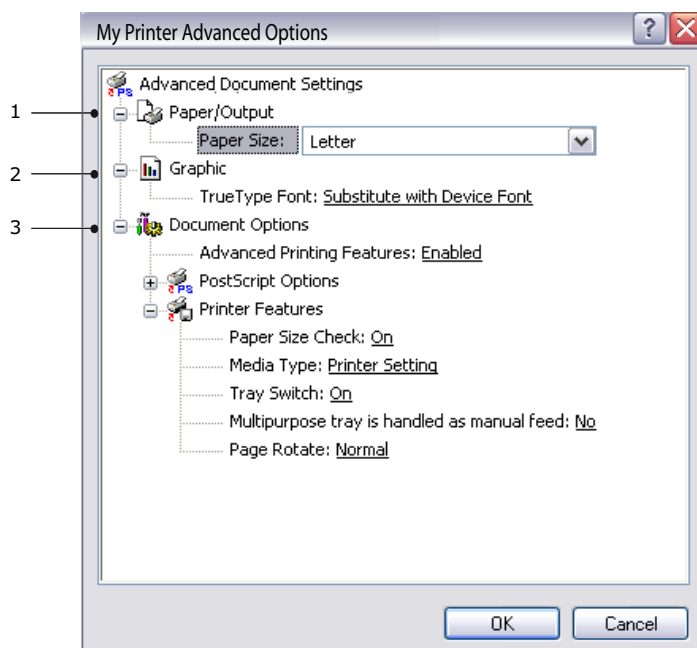 My Printer Advanced Options
Advanced Document Settings
1
Paper/Output
Paper Size: Letter
2
Graphic
TrueType Font: Substitute with Device Font
3
Document Options
Advanced Printing Features: Enabled
PS PostScript Options
Printer Features
Paper Size Check: On
Media Type: Printer Setting
Tray Switch: On
Multipurpose tray is handled as manual feed: No
Page Rotate: Normal
OK Cancel